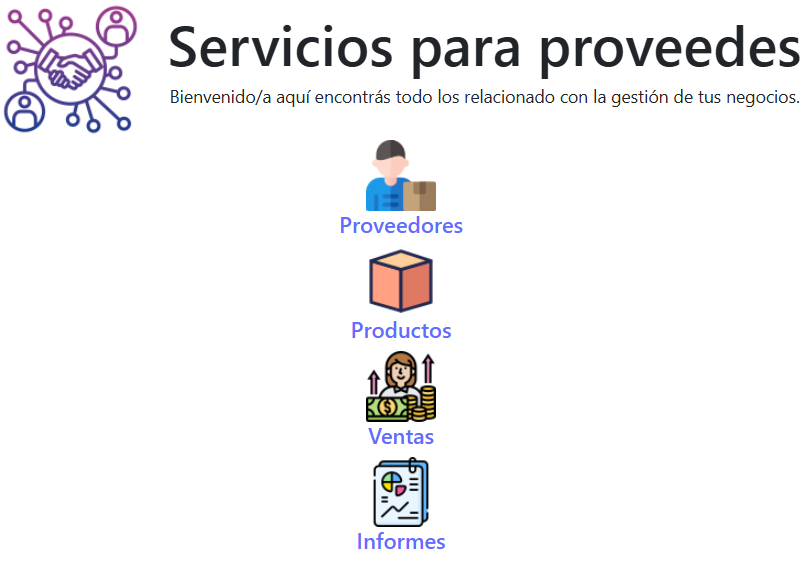 Servicios para proveedes
Bienvenido/a aquí encontrás todo los relacionado con la gestión de tus negocios.
Proveedores
Productos
Ventas
Informes